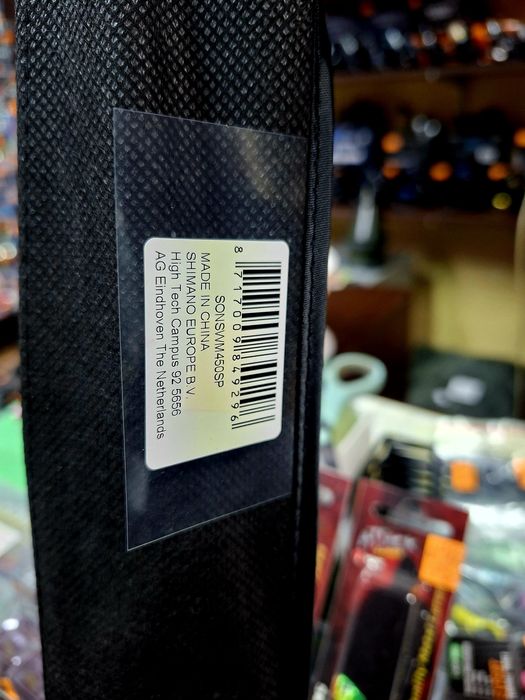 8 717009 849296
SONSWM450SP
MADE IN CHINA
SHIMANO EUROPE B.V.
High Tech Campus 92 5656
AG Eindhoven The Netherlands